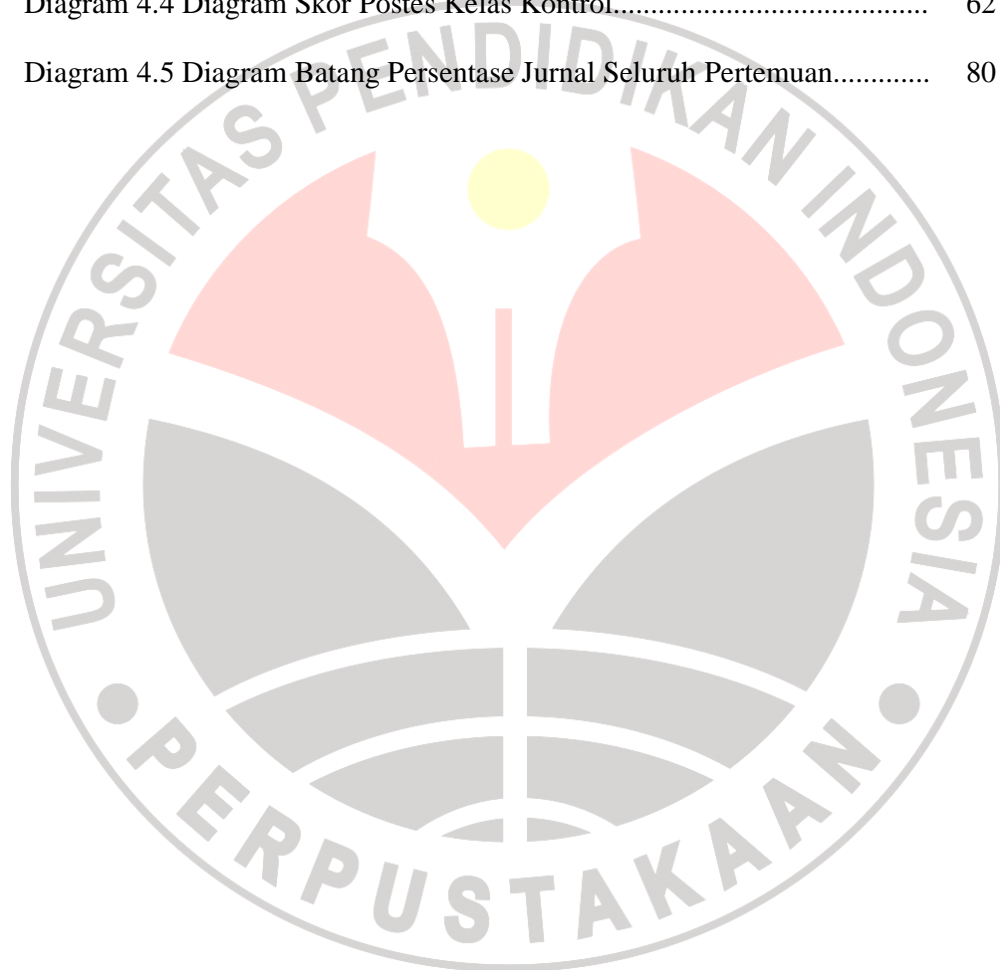 Diagram 4.4 Diagram Skor Postes Kelas Kontrol.......................................... 62
Diagram 4.5 Diagram Batang Persentase Jurnal Seluruh Pertemuan............. 80
UNIVERSITAS PENDIDIKAN INDONESIA
PERPUSTAKAAN